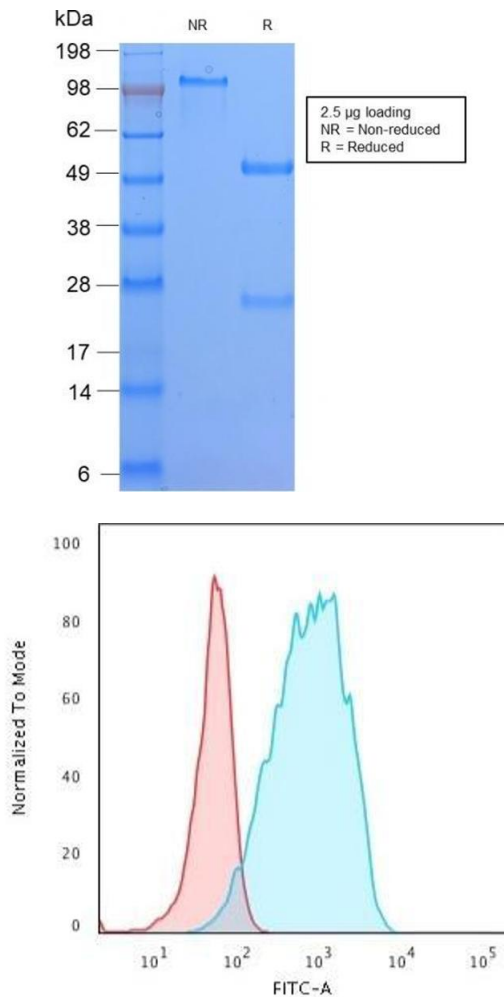 kDa
NR R
198
98
62
49
38
28
17
14
6
2.5 µg loading
NR = Non-reduced
R = Reduced
Normalized To Mode
100
80
60
40
20
0
10¹ 10² 10³ 10⁴ 10⁵
FITC-A